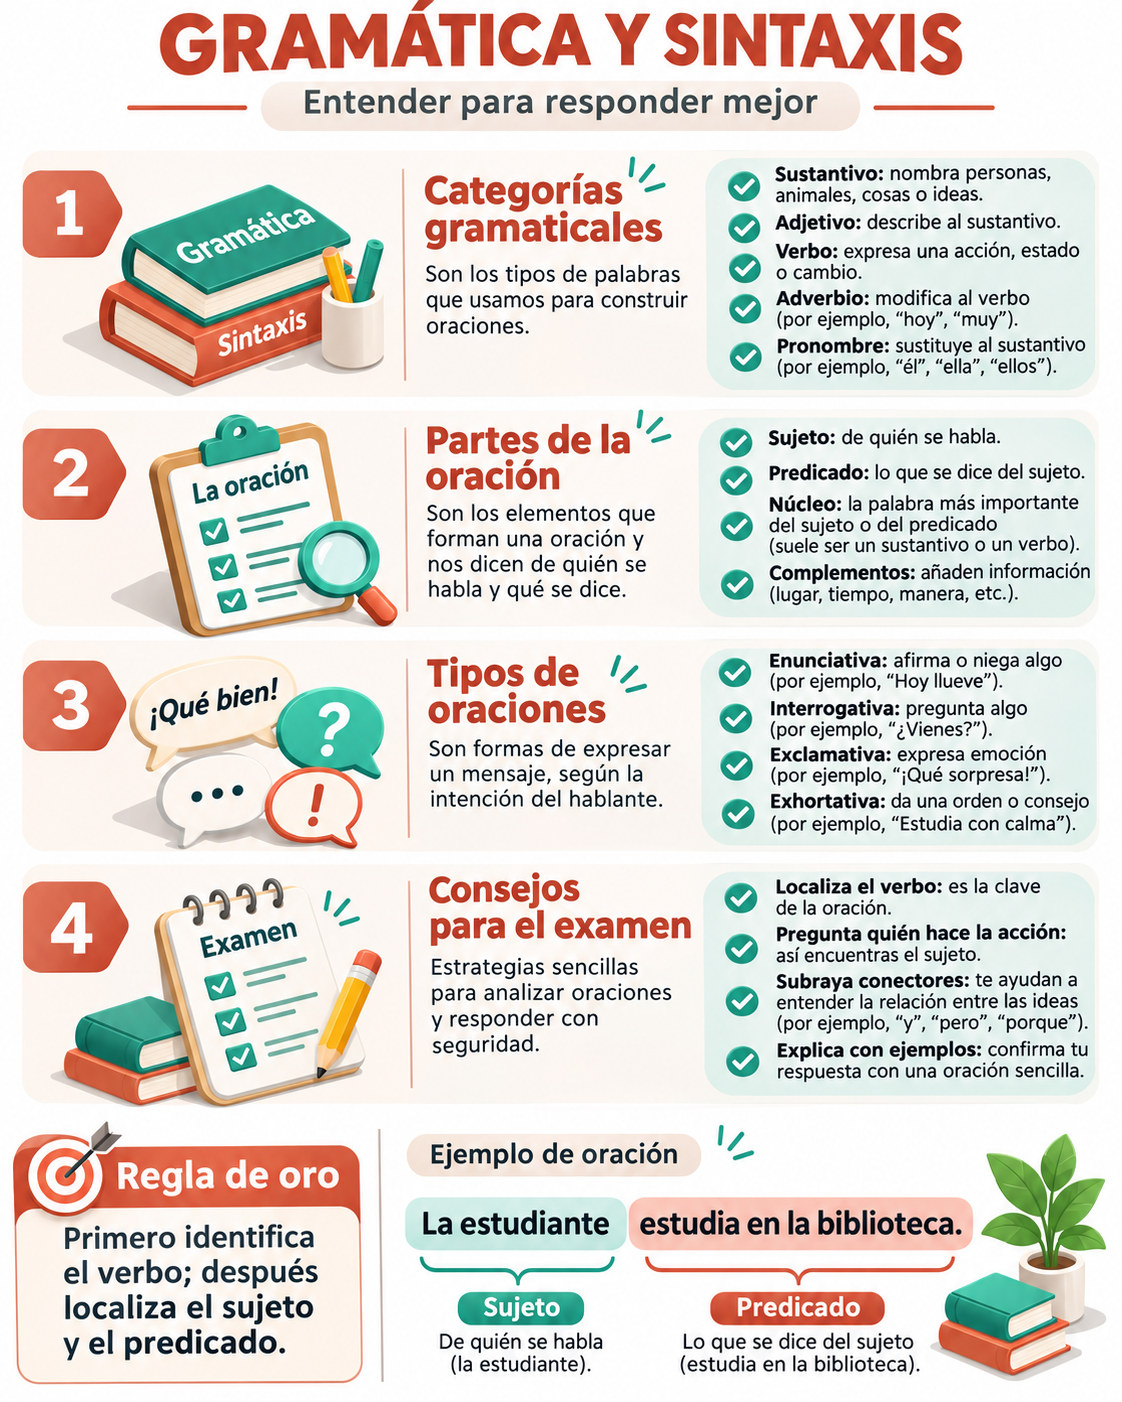 GRAMÁTICA Y SINTAXIS
Entender para responder mejor
1
Gramática
Sintaxis
Categorías
gramaticales
Son los tipos de palabras
que usamos para construir
oraciones.
Sustantivo: nombra personas,
animales, cosas o ideas.
Adjetivo: describe al sustantivo.
Verbo: expresa una acción, estado
o cambio.
Adverbio: modifica al verbo
(por ejemplo, “hoy”, “muy”).
Pronombre: sustituye al sustantivo
(por ejemplo, “él”, “ella”, “ellos”).
2
La oración
Partes de la
oración
Son los elementos que
forman una oración y
nos dicen de quién se
habla y qué se dice.
Sujeto: de quién se habla.
Predicado: lo que se dice del sujeto.
Núcleo: la palabra más importante
del sujeto o del predicado
(suele ser un sustantivo o un verbo).
Complementos: añaden información
(lugar, tiempo, manera, etc.).
3
¡Qué bien!
?
...
!
Tipos de
oraciones
Son formas de expresar
un mensaje, según la
intención del hablante.
Enunciativa: afirma o niega algo
(por ejemplo, “Hoy llueve”).
Interrogativa: pregunta algo
(por ejemplo, “¿Vienes?”).
Exclamativa: expresa emoción
(por ejemplo, “¡Qué sorpresa!”).
Exhortativa: da una orden o consejo
(por ejemplo, “Estudia con calma”).
4
Examen
Consejos
para el examen
Estrategias sencillas
para analizar oraciones
y responder con
seguridad.
Localiza el verbo: es la clave
de la oración.
Pregunta quién hace la acción:
así encuentras el sujeto.
Subraya conectores: te ayudan a
entender la relación entre las ideas
(por ejemplo, “y”, “pero”, “porque”).
Explica con ejemplos: confirma tu
respuesta con una oración sencilla.
Regla de oro
Primero identifica
el verbo; después
localiza el sujeto
y el predicado.
Ejemplo de oración
La estudiante estudia en la biblioteca.
Sujeto
De quién se habla
(la estudiante).
Predicado
Lo que se dice del sujeto
(estudia en la biblioteca).